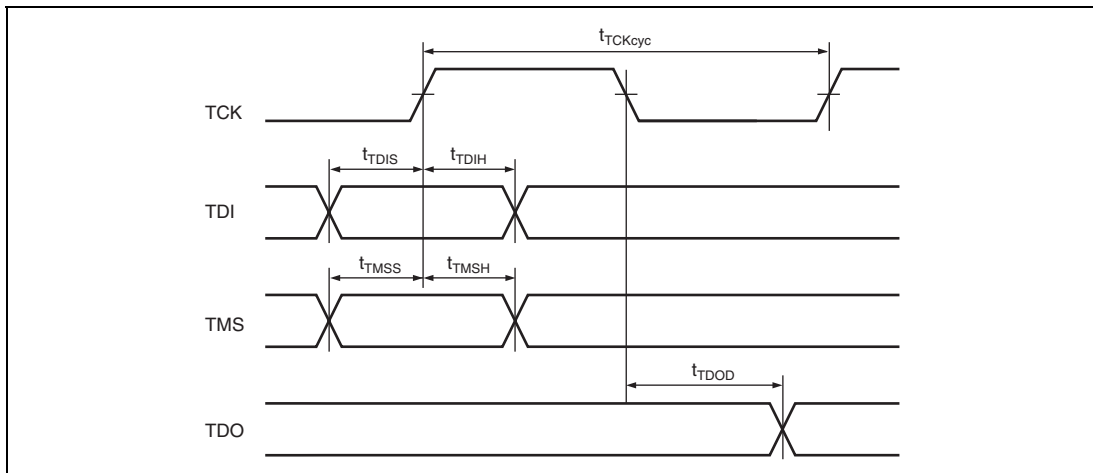 tTCKcyc
TCK
tTDIS tTDIH
TDI
tTMSS tTMSH
TMS
tTDOD
TDO